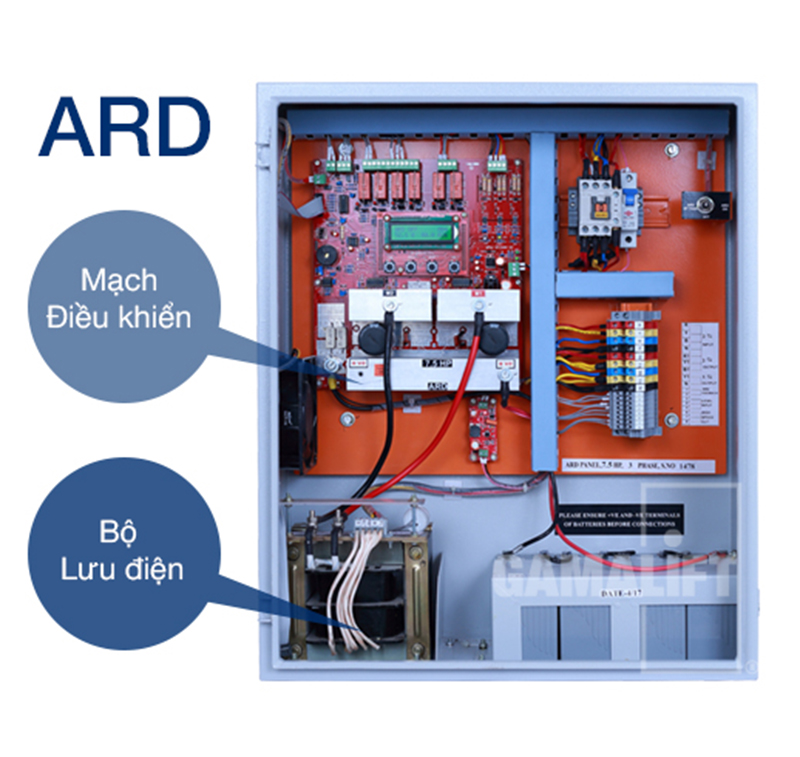 ARD
Mạch
Điều khiển
Bộ
Lưu điện
7.5 HP
ARD
ARD PANEL, 7.5 HP, 3 PHASE, S.NO 1478
PLEASE ENSURE +VE AND -VE TERMINALS
OF BATTERIES BEFORE CONNECTIONS
GAMALIFT
DATE-4/17